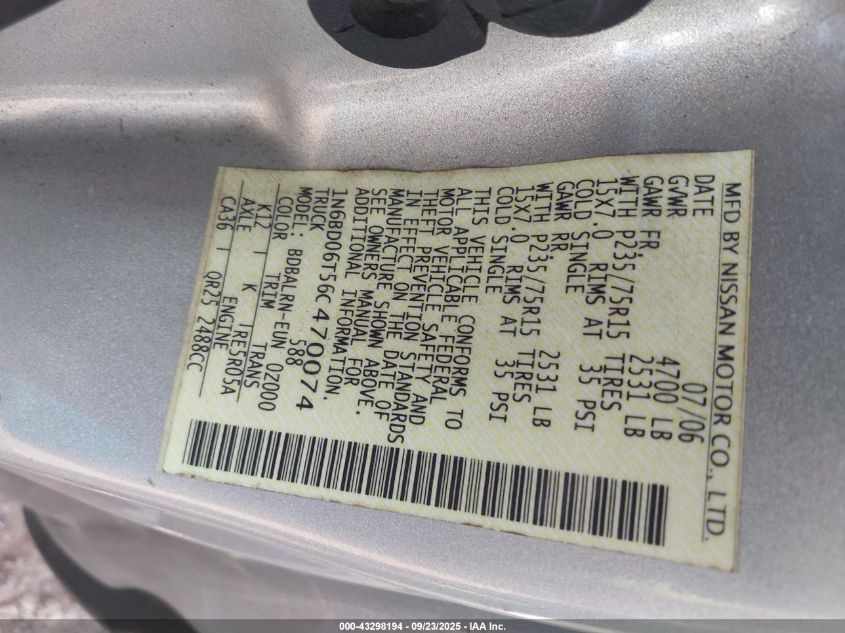 MFD BY NISSAN MOTOR CO., LTD.
DATE 07/06
GVWR 4700 LB
GAWR FR. 2531 LB
WITH P235/75R15 TIRES
15X7.0 RIMS AT 35 PSI
COLD SINGLE
GAWR RR 2531 LB
WITH P235/75R15 TIRES
15X7.0 RIMS AT 35 PSI
COLD SINGLE
THIS VEHICLE CONFORMS TO
ALL APPLICABLE FEDERAL
MOTOR VEHICLE SAFETY AND
THEFT PREVENTION STANDARDS
IN EFFECT ON THE DATE OF
MANUFACTURE SHOWN ABOVE.
SEE OWNERS MANUAL FOR
ADDITIONAL INFORMATION.
1N6BD06T56C470074
TRUCK 588
MODEL: BDBALRN-EUN 02000
COLOR TRIM TRANS
K12 I K IRE5R05A
AXLE ENGINE
CA36 I QR25 2488CC
000-43298194 - 09/23/2025 - IAA Inc.